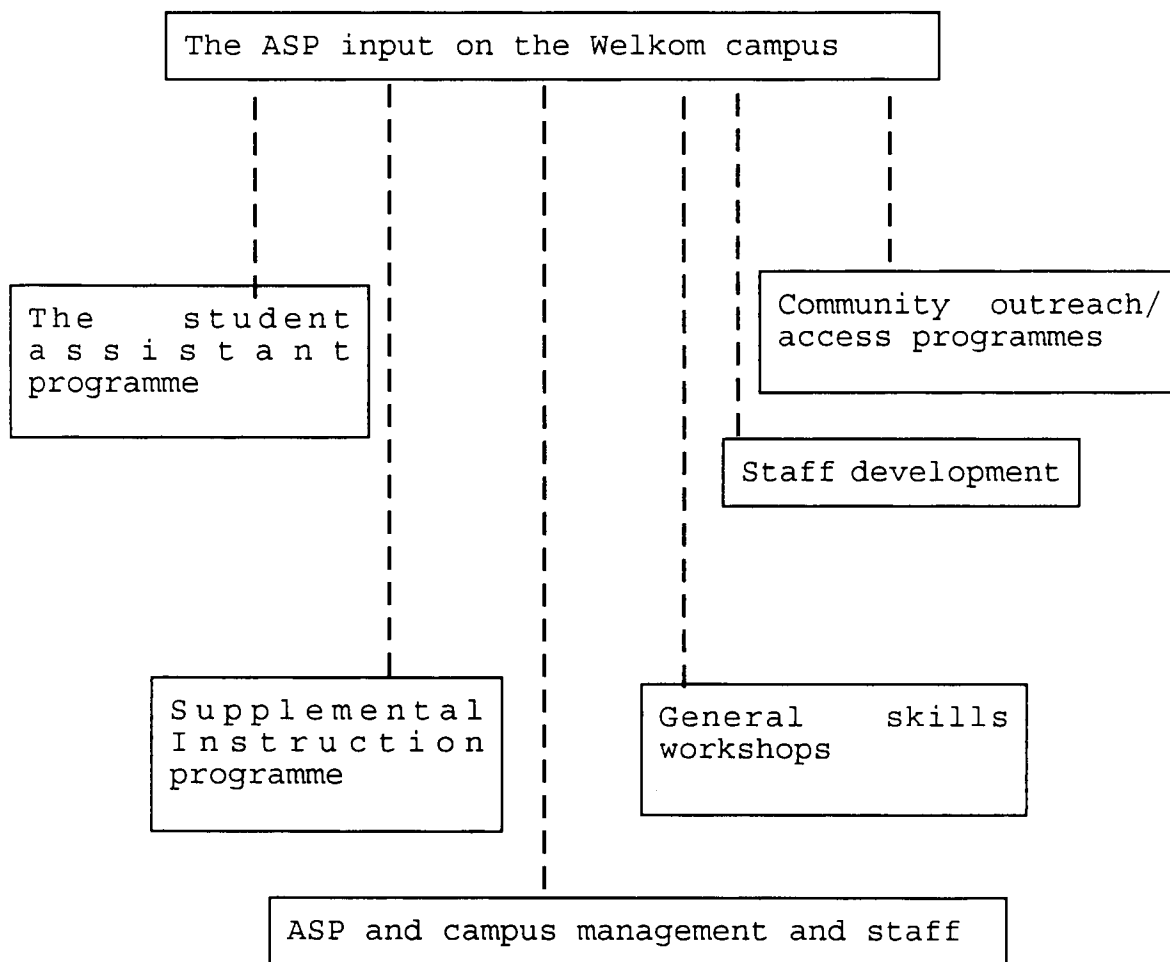 The ASP input on the Welkom campus
The student
assistant
programme
Community outreach/
access programmes
Staff development
Supplemental
Instruction
programme
General skills
workshops
ASP and campus management and staff